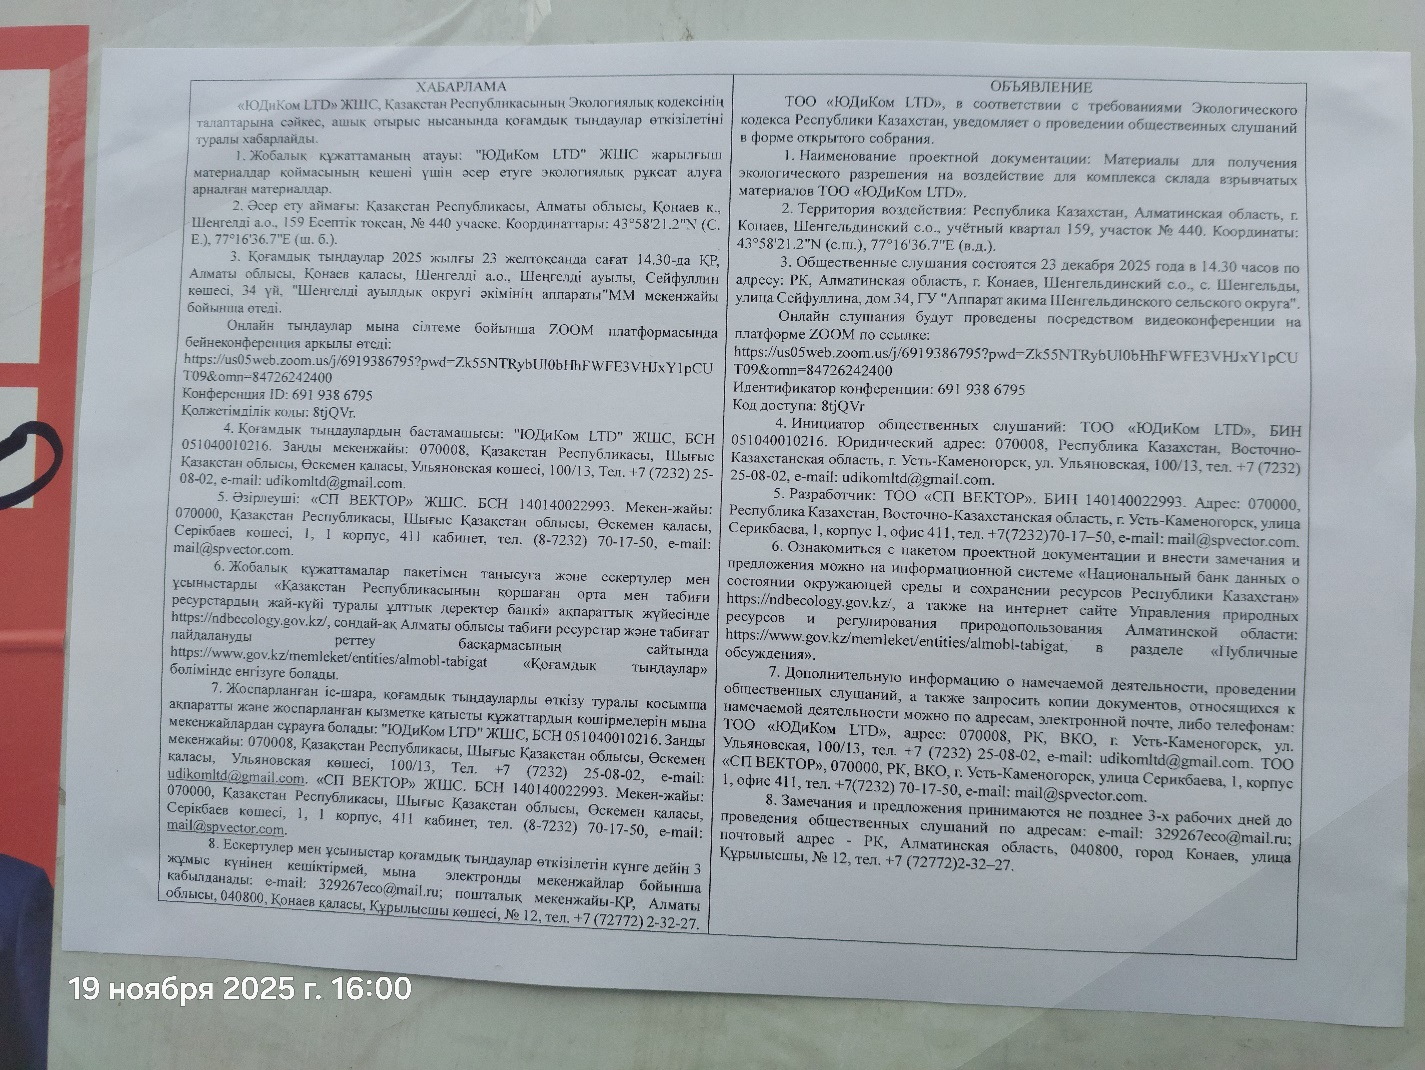 ХАБАРЛАМА
«ЮДиКом LTD» ЖШС, Қазақстан Республикасының Экологиялық кодексінің
талаптарына сәйкес, ашық отырыс нысанында қоғамдық тыңдаулар өткізілетіні
туралы хабарлайды.
1. Жобалық құжаттаманың атауы: "ЮДиКом LTD" ЖШС жарылғыш
материалдар қоймасының кешені үшін әсер етуге экологиялық рұқсат алуға
арналған материалдар.
2. Әсер ету аймағы: Қазақстан Республикасы, Алматы облысы, Қонаев к.,
Шенгелді а.о., 159 Есептік тоқсан, № 440 учаске. Координаттары: 43°58'21.2"N (С.
Е.), 77°16'36.7"E (ш. б.).
3. Қоғамдық тыңдаулар 2025 жылғы 23 желтоқсанда сағат 14.30-да ҚР,
Алматы облысы, Қонаев қаласы, Шенгелді а.о., Шеңгелді ауылы, Сейфуллин
көшесі, 34 үй, "Шеңгелді ауылдық округі әкімінің аппараты"ММ мекенжайы
бойынша өтеді.
Онлайн тыңдаулар мына сілтеме бойынша ZOOM платформасында
бейнеконференция арқылы өтеді:
https://us05web.zoom.us/j/6919386795?pwd=Zk55NTRybUl0bHhFWFE3VHJxY1pCU
T09&omn=84726242400
Конференция ID: 691 938 6795
Қолжетімділік коды: 8tjQVr.
4. Қоғамдық тыңдаулардың бастамашысы: "ЮДиКом LTD" ЖШС, БСН
051040010216. Заңды мекенжайы: 070008, Қазақстан Республикасы, Шығыс
Қазақстан облысы, Өскемен қаласы, Ульяновская көшесі, 100/13, Тел. +7 (7232) 25-
08-02, e-mail: udikomltd@gmail.com.
5. Әзірлеуші: «СП ВЕКТОР» ЖШС. БСН 140140022993. Мекен-жайы:
070000, Қазақстан Республикасы, Шығыс Қазақстан облысы, Өскемен қаласы,
Серікбаев көшесі, 1, 1 корпус, 411 кабинет, тел. (8-7232) 70-17-50, e-mail:
mail@spvector.com.
6. Жобалық құжаттамалар пакетімен танысуға және ескертулер мен
ұсыныстарды «Қазақстан Республикасының қоршаған орта мен табиғи
ресурстардың жай-күйі туралы ұлттық деректер банкі» ақпараттық жүйесінде
https://ndbecology.gov.kz/, сондай-ақ Алматы облысы табиғи ресурстар және табиғат
пайдалануды реттеу басқармасының сайтында
https://www.gov.kz/memleket/entities/almobl-tabigat «Қоғамдық тыңдаулар»
бөлімінде енгізуге болады.
7. Жоспарланған іс-шара, қоғамдық тыңдауларды өткізу туралы қосымша
ақпаратты және жоспарланған қызметке қатысты құжаттардың көшірмелерін мына
мекенжайлардан сұрауға болады: "ЮДиКом LTD" ЖШС, БСН 051040010216. Заңды
мекенжайы: 070008, Қазақстан Республикасы, Шығыс Қазақстан облысы, Өскемен
қаласы, Ульяновская көшесі, 100/13, Тел. +7 (7232) 25-08-02, e-mail:
udikomltd@gmail.com. «СП ВЕКТОР» ЖШС. БСН 140140022993. Мекен-жайы:
070000, Қазақстан Республикасы, Шығыс Қазақстан облысы, Өскемен қаласы,
Серікбаев көшесі, 1, 1 корпус, 411 кабинет, тел. (8-7232) 70-17-50, e-mail:
mail@spvector.com.
8. Ескертулер мен ұсыныстар қоғамдық тыңдаулар өткізілетін күнге дейін 3
жұмыс күнінен кешіктірмей, мына электронды мекенжайлар бойынша
қабылданады: e-mail: 329267eco@mail.ru; пошталық мекенжайы-ҚР, Алматы
облысы, 040800, Қонаев қаласы, Құрылысшы көшесі, № 12, тел. +7 (72772) 2-32-27.
ОБЪЯВЛЕНИЕ
ТОО «ЮДиКом LTD», в соответствии с требованиями Экологического
кодекса Республики Казахстан, уведомляет о проведении общественных слушаний
в форме открытого собрания.
1. Наименование проектной документации: Материалы для получения
экологического разрешения на воздействие для комплекса склада взрывчатых
материалов ТОО «ЮДиКом LTD».
2. Территория воздействия: Республика Казахстан, Алматинская область, г.
Конаев, Шенгельдинский с.о., учётный квартал 159, участок № 440. Координаты:
43°58'21.2"N (с.ш.), 77°16'36.7"E (в.д.).
3. Общественные слушания состоятся 23 декабря 2025 года в 14.30 часов по
адресу: РК, Алматинская область, г. Конаев, Шенгельдинский с.о., с. Шенгельды,
улица Сейфуллина, дом 34, ГУ "Аппарат акима Шенгельдинского сельского округа".
Онлайн слушания будут проведены посредством видеоконференции на
платформе ZOOM по ссылке:
https://us05web.zoom.us/j/6919386795?pwd=Zk55NTRybUl0bHhFWFE3VHJxY1pCU
T09&omn=84726242400
Идентификатор конференции: 691 938 6795
Код доступа: 8tjQVr
4. Инициатор общественных слушаний: ТОО «ЮДиКом LTD», БИН
051040010216. Юридический адрес: 070008, Республика Казахстан, Восточно-
Казахстанская область, г. Усть-Каменогорск, ул. Ульяновская, 100/13, тел. +7 (7232)
25-08-02, e-mail: udikomltd@gmail.com.
5. Разработчик: ТОО «СП ВЕКТОР». БИН 140140022993. Адрес: 070000,
Республика Казахстан, Восточно-Казахстанская область, г. Усть-Каменогорск, улица
Серикбаева, 1, корпус 1, офис 411, тел. +7(7232)70-17–50, e-mail: mail@spvector.com.
6. Ознакомиться с пакетом проектной документации и внести замечания и
предложения можно на информационной системе «Национальный банк данных о
состоянии окружающей среды и сохранении ресурсов Республики Казахстан»
https://ndbecology.gov.kz/, а также на интернет сайте Управления природных
ресурсов и регулирования природопользования Алматинской области:
https://www.gov.kz/memleket/entities/almobl-tabigat, в разделе «Публичные
обсуждения».
7. Дополнительную информацию о намечаемой деятельности, проведении
общественных слушаний, а также запросить копии документов, относящихся к
намечаемой деятельности можно по адресам, электронной почте, либо телефонам:
ТОО «ЮДиКом LTD», адрес: 070008, РК, ВКО, г. Усть-Каменогорск, ул.
Ульяновская, 100/13, тел. +7 (7232) 25-08-02, e-mail: udikomltd@gmail.com. ТОО
«СП ВЕКТОР», 070000, РК, ВКО, г. Усть-Каменогорск, улица Серикбаева, 1, корпус
1, офис 411, тел. +7(7232) 70-17-50, e-mail: mail@spvector.com.
8. Замечания и предложения принимаются не позднее 3-х рабочих дней до
проведения общественных слушаний по адресам: e-mail: 329267eco@mail.ru;
почтовый адрес - РК, Алматинская область, 040800, город Конаев, улица
Құрылысшы, № 12, тел. +7 (72772)2-32–27.
19 ноября 2025 г. 16:00